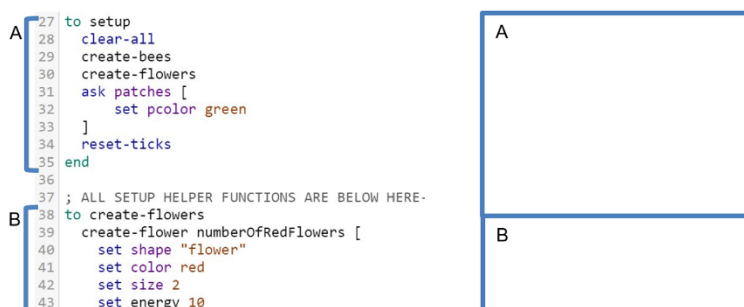 A
27 to setup
28 clear-all
29 create-bees
30 create-flowers
31 ask patches [
32 set pcolor green
33 ]
34 reset-ticks
35 end
36
37 ; ALL SETUP HELPER FUNCTIONS ARE BELOW HERE-
B
38 to create-flowers
39 create-flower numberOfRedFlowers [
40 set shape "flower"
41 set color red
42 set size 2
43 set energy 10
A
B